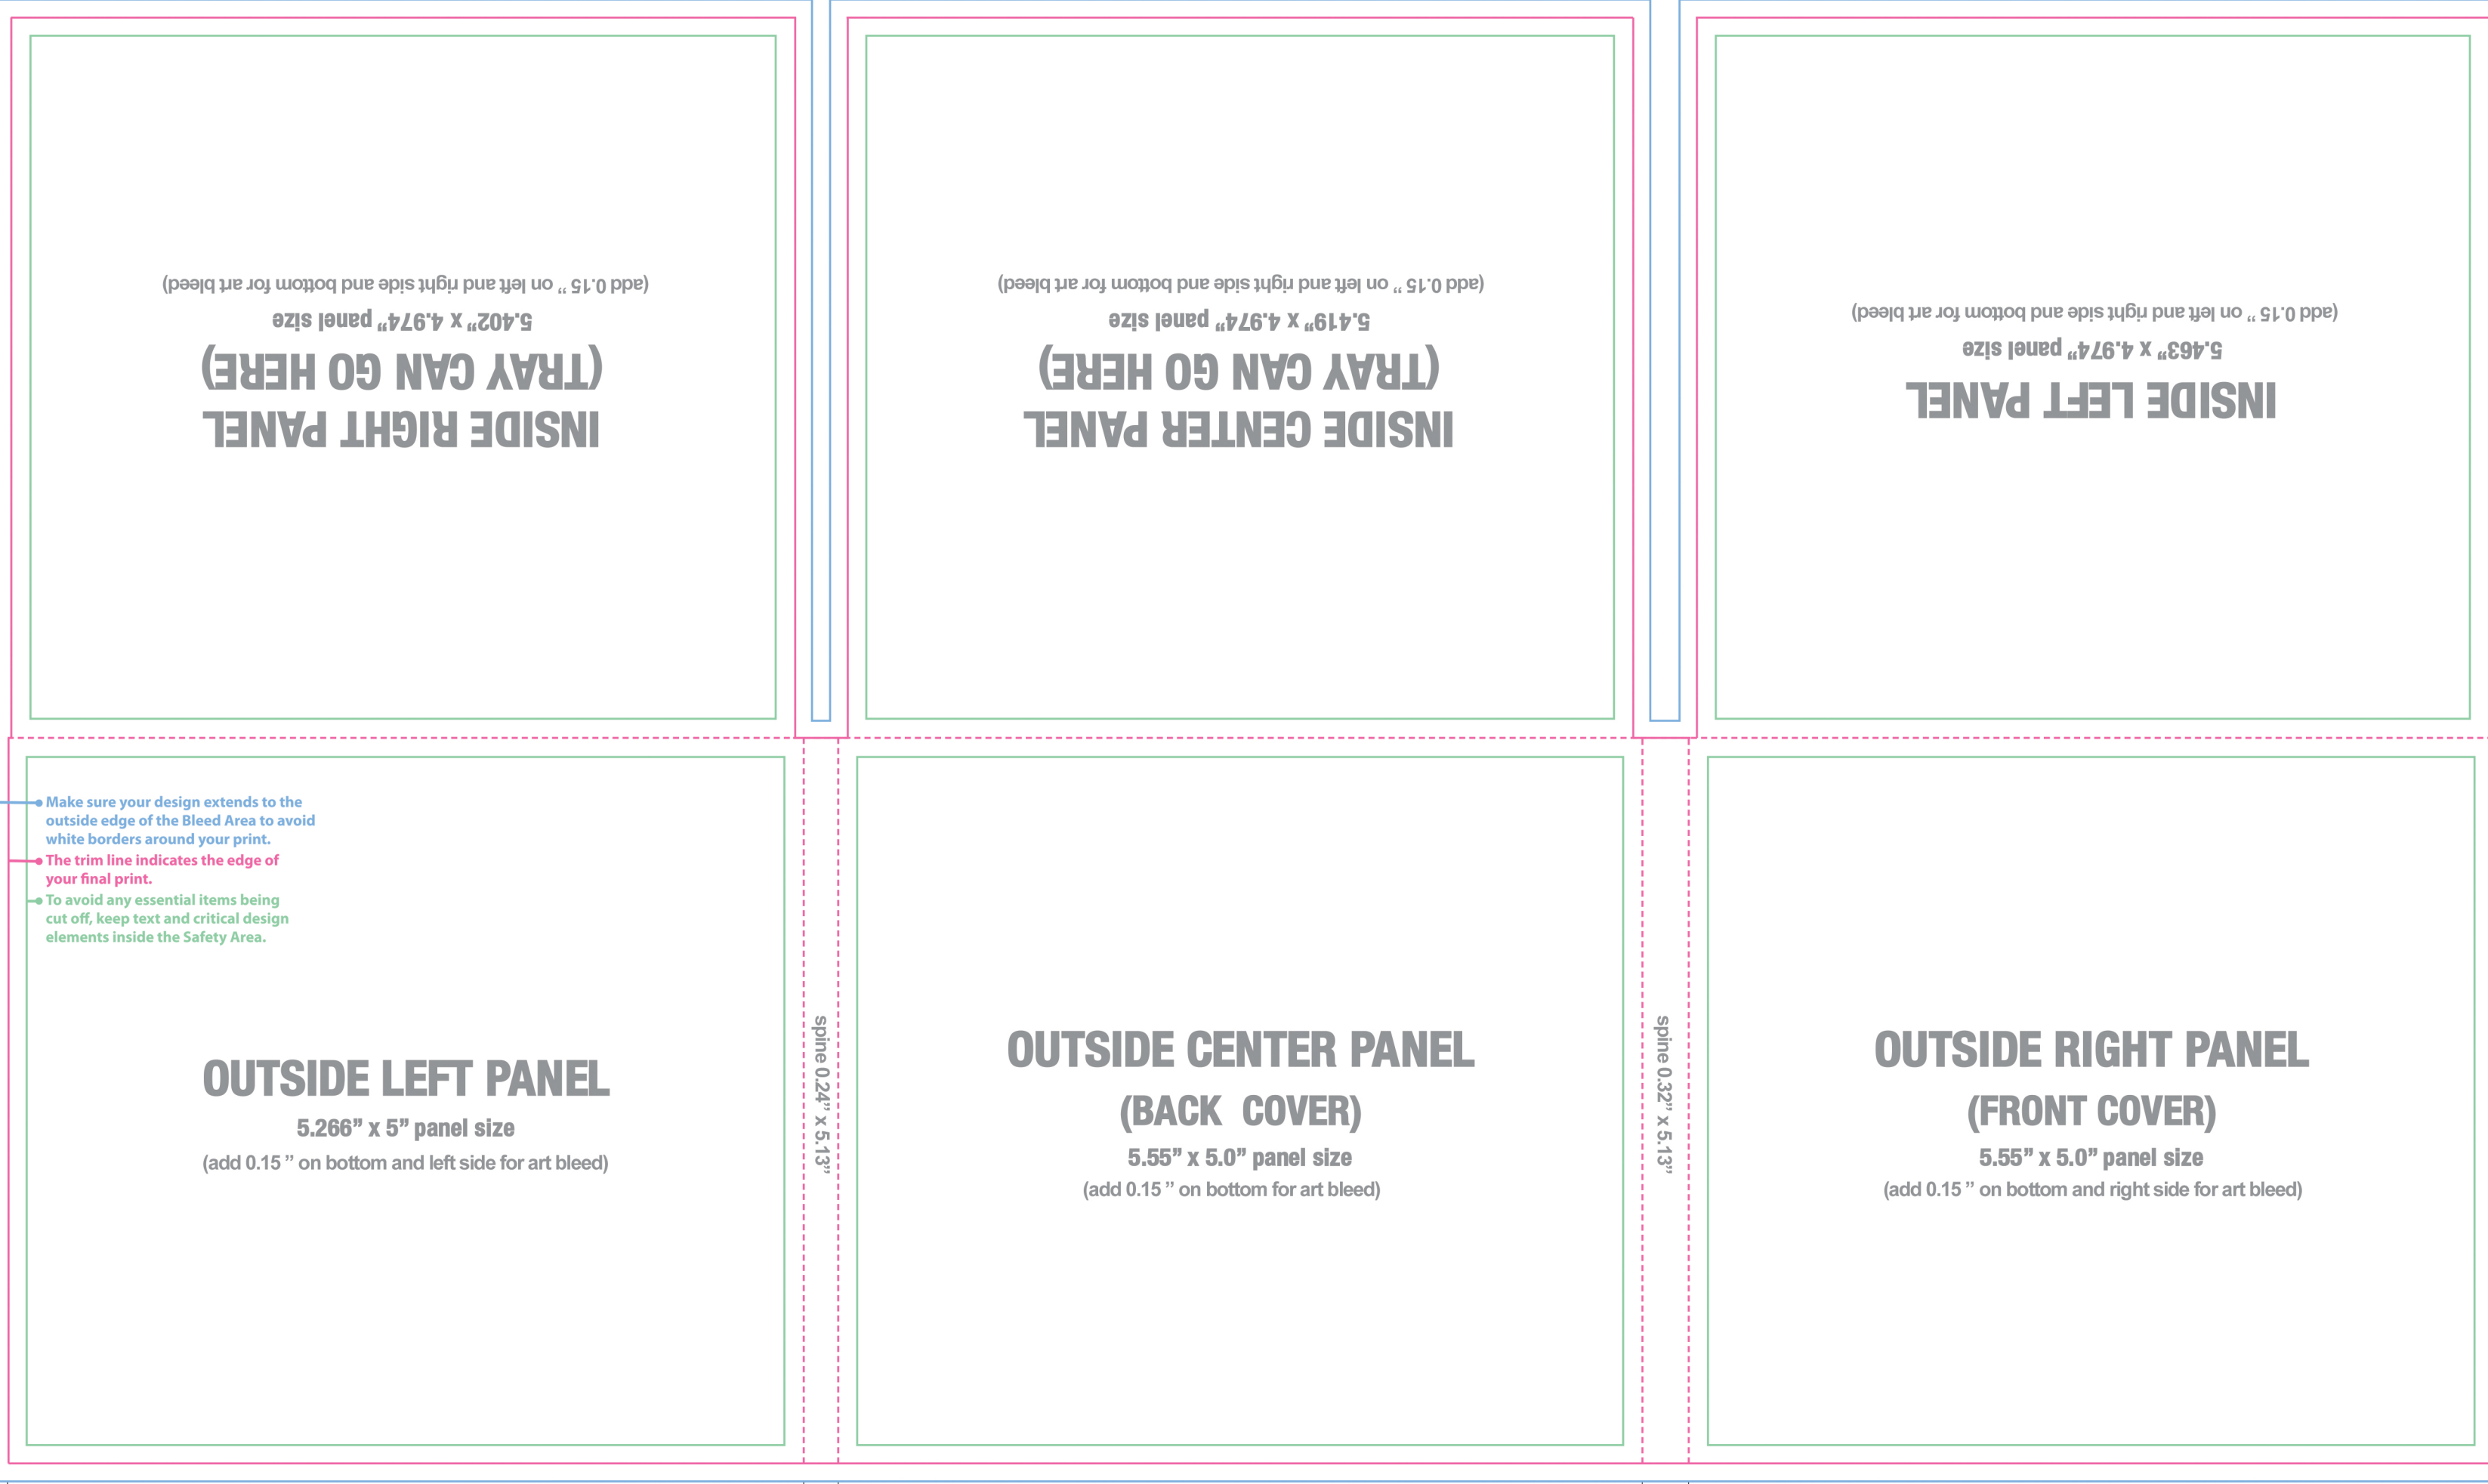 INSIDE RIGHT PANEL
(TRAY CAN GO HERE)
5.402” x 4.974” panel size
(add 0.15 ” on left and right side and bottom for art bleed)
INSIDE CENTER PANEL
(TRAY CAN GO HERE)
5.419” x 4.974” panel size
(add 0.15 ” on left and right side and bottom for art bleed)
INSIDE LEFT PANEL
5.463” x 4.974” panel size
(add 0.15 ” on left and right side and bottom for art bleed)
Make sure your design extends to the
outside edge of the Bleed Area to avoid
white borders around your print.
The trim line indicates the edge of
your final print.
To avoid any essential items being
cut off, keep text and critical design
elements inside the Safety Area.
OUTSIDE LEFT PANEL
5.266” x 5” panel size
(add 0.15 ” on bottom and left side for art bleed)
spine 0.24” x 5.13”
OUTSIDE CENTER PANEL
(BACK COVER)
5.55” x 5.0” panel size
(add 0.15 ” on bottom for art bleed)
spine 0.32” x 5.13”
OUTSIDE RIGHT PANEL
(FRONT COVER)
5.55” x 5.0” panel size
(add 0.15 ” on bottom and right side for art bleed)